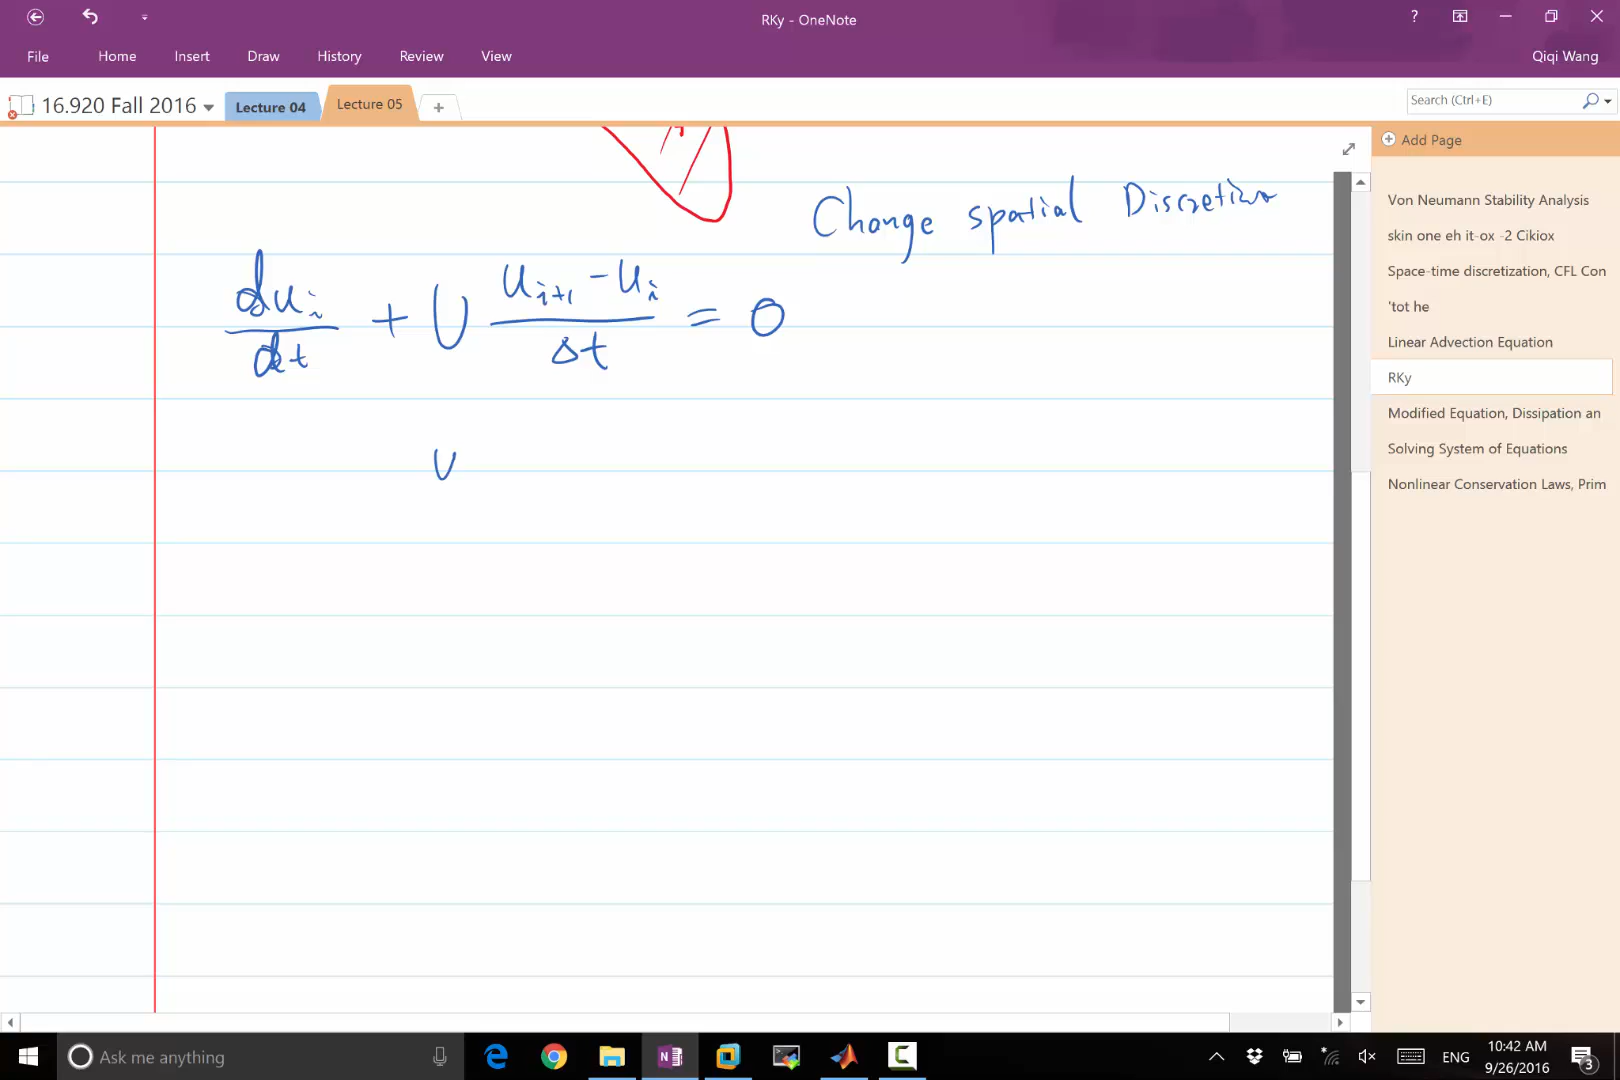 RKy - OneNote
?
File Home Insert Draw History Review View
Qiqi Wang
16.920 Fall 2016 Lecture 04 Lecture 05 +
Search (Ctrl+E)
Add Page
Change spatial
du_i/dt + U (u_{i+1} - u_i)/Δt = 0
U
Von Neumann Stability Analysis
skin one eh it-ox -2 Cikiox
Space-time discretization, CFL Con
'tot he
Linear Advection Equation
RKy
Modified Equation, Dissipation an
Solving System of Equations
Nonlinear Conservation Laws, Prim
Ask me anything
ENG
10:42 AM
9/26/2016
3